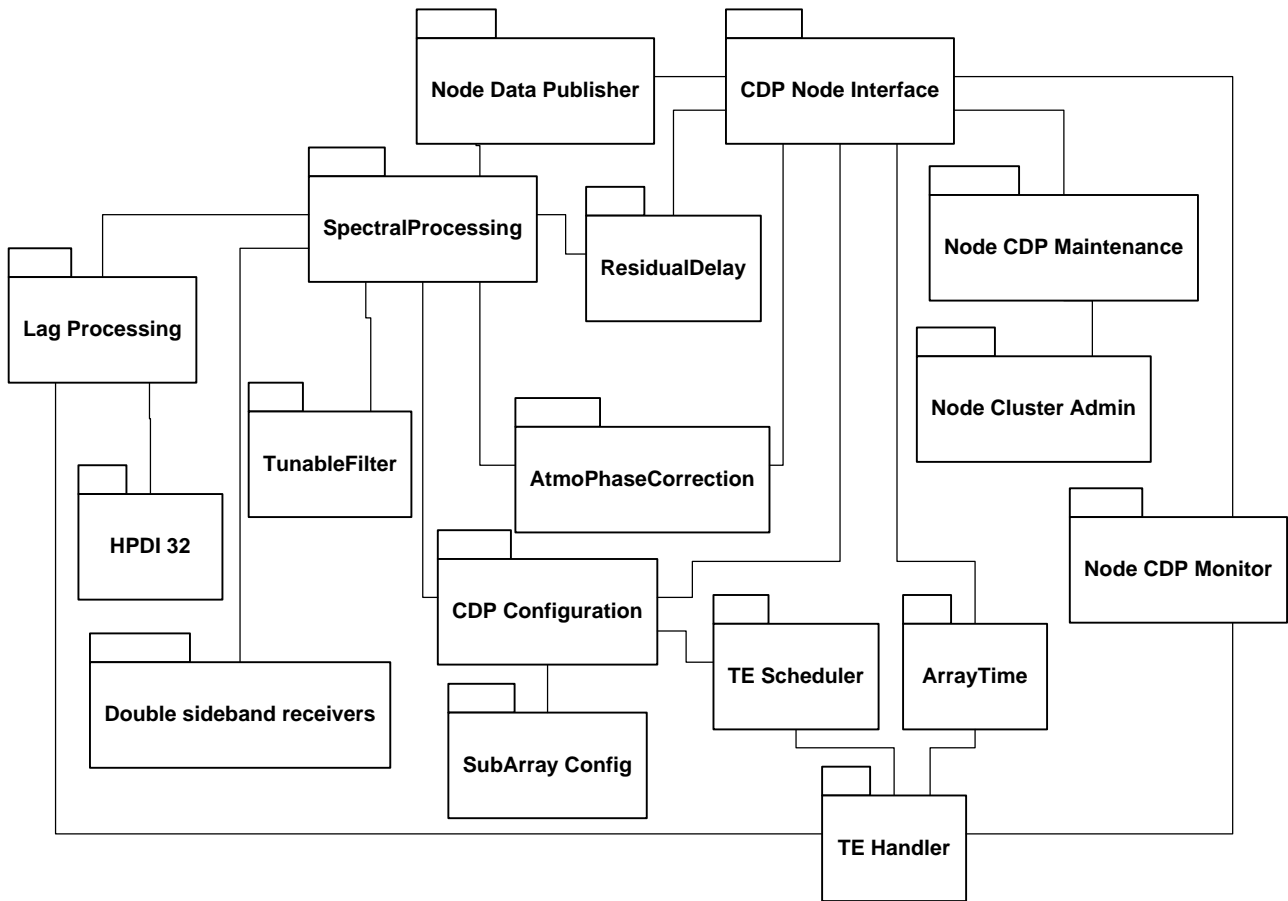 Node Data Publisher
CDP Node Interface
SpectralProcessing
Node CDP Maintenance
ResidualDelay
Lag Processing
Node Cluster Admin
TunableFilter
AtmoPhaseCorrection
HPDI 32
Node CDP Monitor
CDP Configuration
TE Scheduler
ArrayTime
Double sideband receivers
SubArray Config
TE Handler